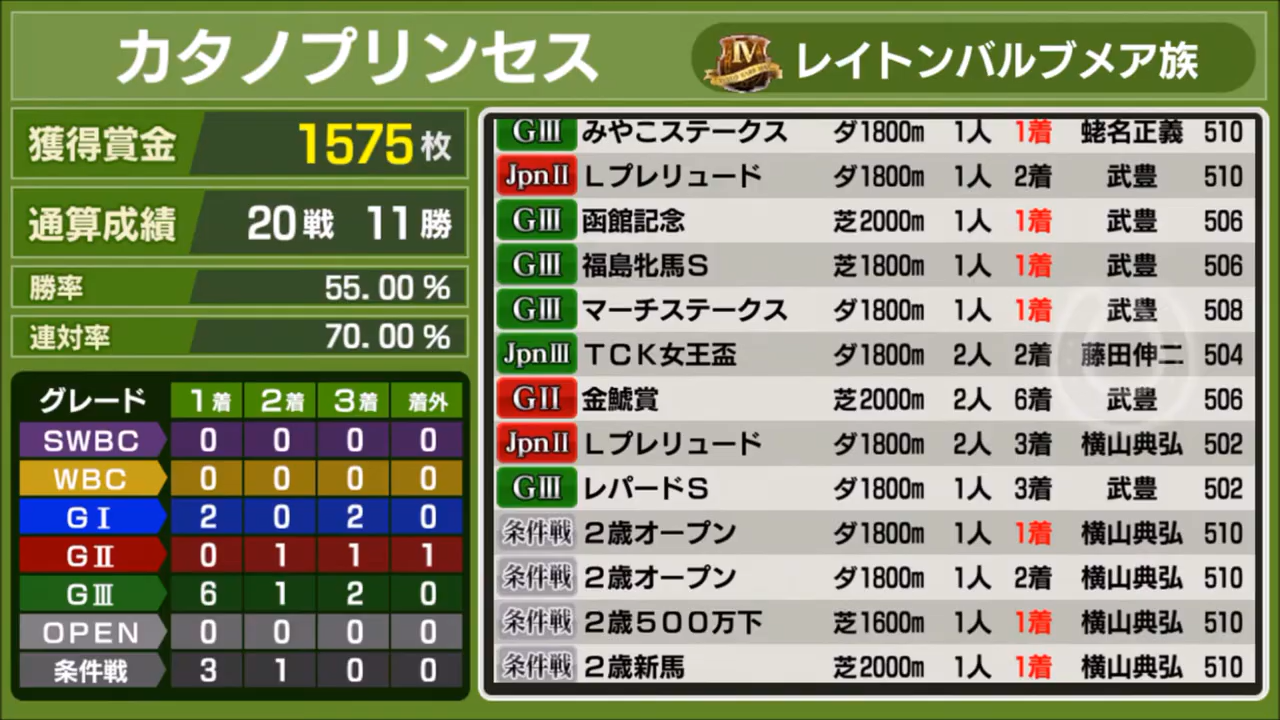 カタノプリンセス
IV
レイトンバルブメア族
獲得賞金 1575枚
通算成績 20戦 11勝
勝率 55.00%
連対率 70.00%
グレード 1着 2着 3着 着外
SWBC 0 0 0 0
WBC 0 0 0 0
GⅠ 2 0 2 0
GⅡ 0 1 1 1
GⅢ 6 1 2 0
OPEN 0 0 0 0
条件戦 3 1 0 0
GⅢ みやこステークス ダ1800m 1人 1着 蛯名正義 510
JpnⅡ Lプレリュード ダ1800m 1人 2着 武豊 510
GⅢ 函館記念 芝2000m 1人 1着 武豊 506
GⅢ 福島牝馬S 芝1800m 1人 1着 武豊 506
GⅢ マーチステークス ダ1800m 1人 1着 武豊 508
JpnⅢ TCK女王盃 ダ1800m 2人 2着 藤田伸二 504
GⅡ 金鯱賞 芝2000m 2人 6着 武豊 506
JpnⅡ Lプレリュード ダ1800m 2人 3着 横山典弘 502
GⅢ レパードS ダ1800m 1人 3着 武豊 502
条件戦 2歳オープン ダ1800m 1人 1着 横山典弘 510
条件戦 2歳オープン ダ1800m 1人 2着 横山典弘 510
条件戦 2歳500万下 芝1600m 1人 1着 横山典弘 510
条件戦 2歳新馬 芝2000m 1人 1着 横山典弘 510